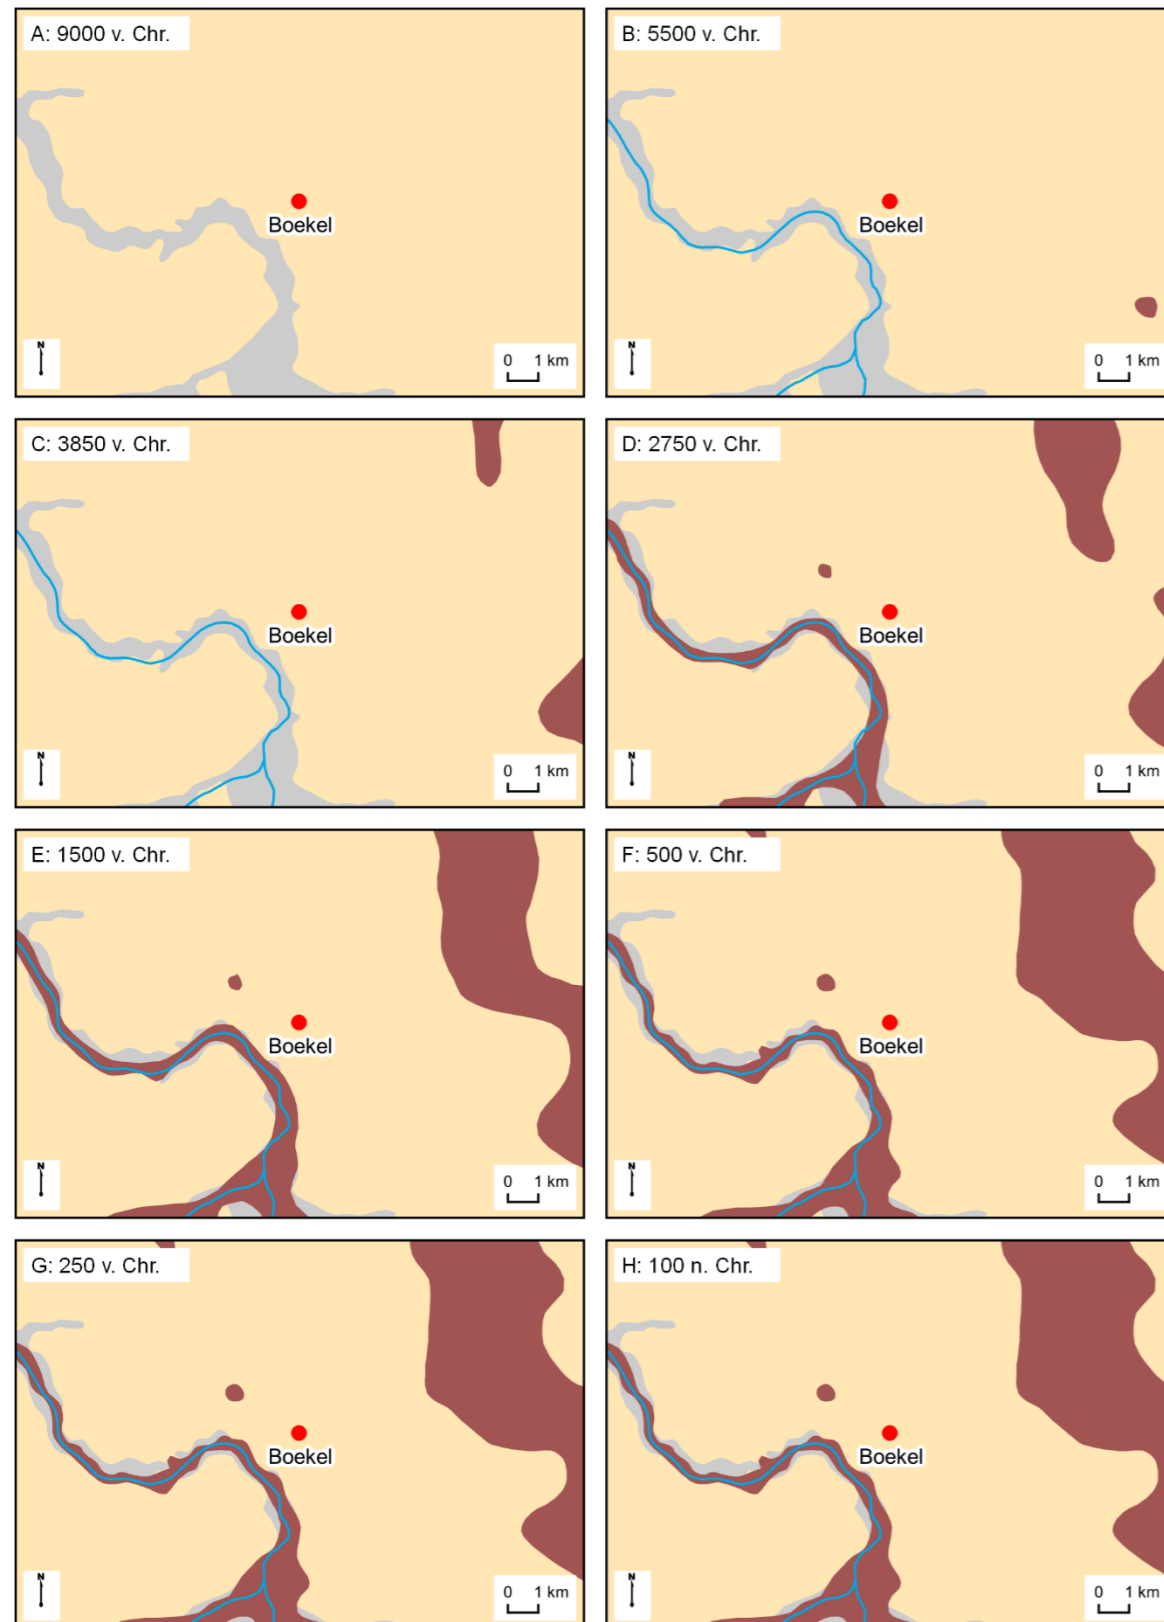 A: 9000 v. Chr.
Boekel
N
0 1 km
B: 5500 v. Chr.
Boekel
N
0 1 km
C: 3850 v. Chr.
Boekel
N
0 1 km
D: 2750 v. Chr.
Boekel
N
0 1 km
E: 1500 v. Chr.
Boekel
N
0 1 km
F: 500 v. Chr.
Boekel
N
0 1 km
G: 250 v. Chr.
Boekel
N
0 1 km
H: 100 n. Chr.
Boekel
N
0 1 km